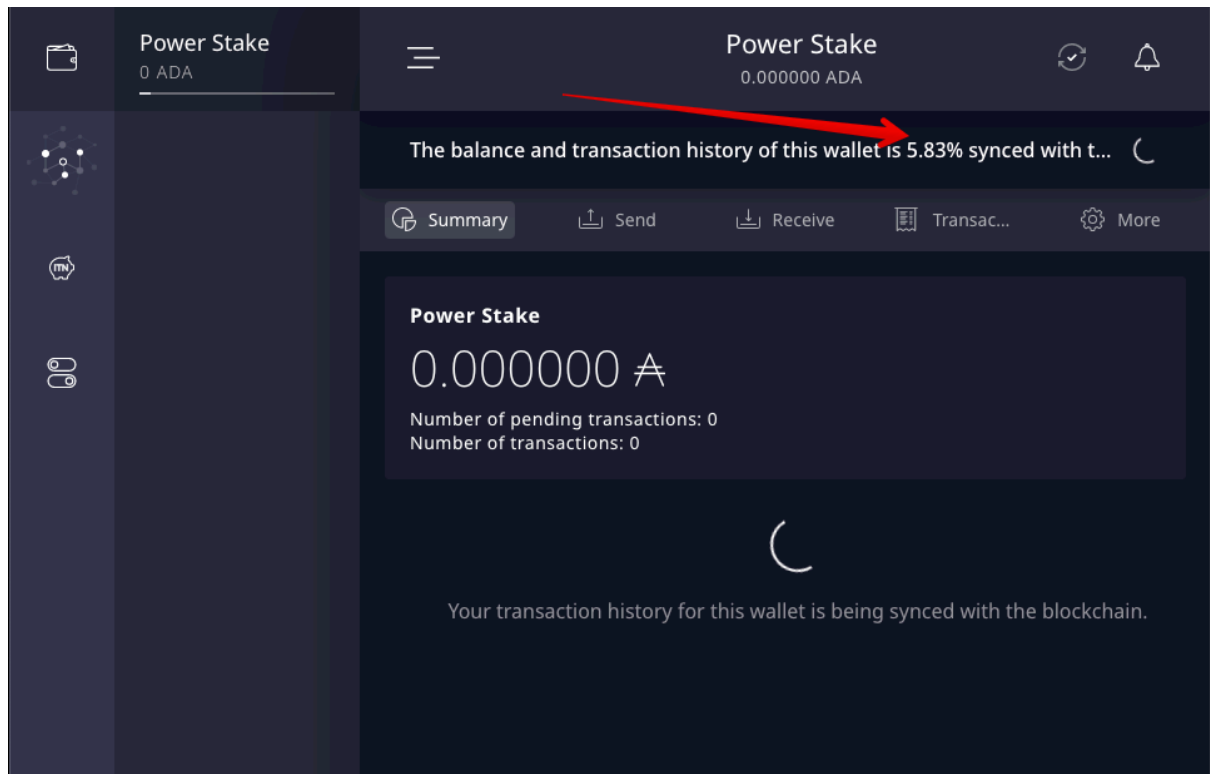 Power Stake
0 ADA
Power Stake
0.000000 ADA
The balance and transaction history of this wallet is 5.83% synced with t...
Summary
Send
Receive
Transac...
More
ITN
Power Stake
0.000000 ₳
Number of pending transactions: 0
Number of transactions: 0
Your transaction history for this wallet is being synced with the blockchain.